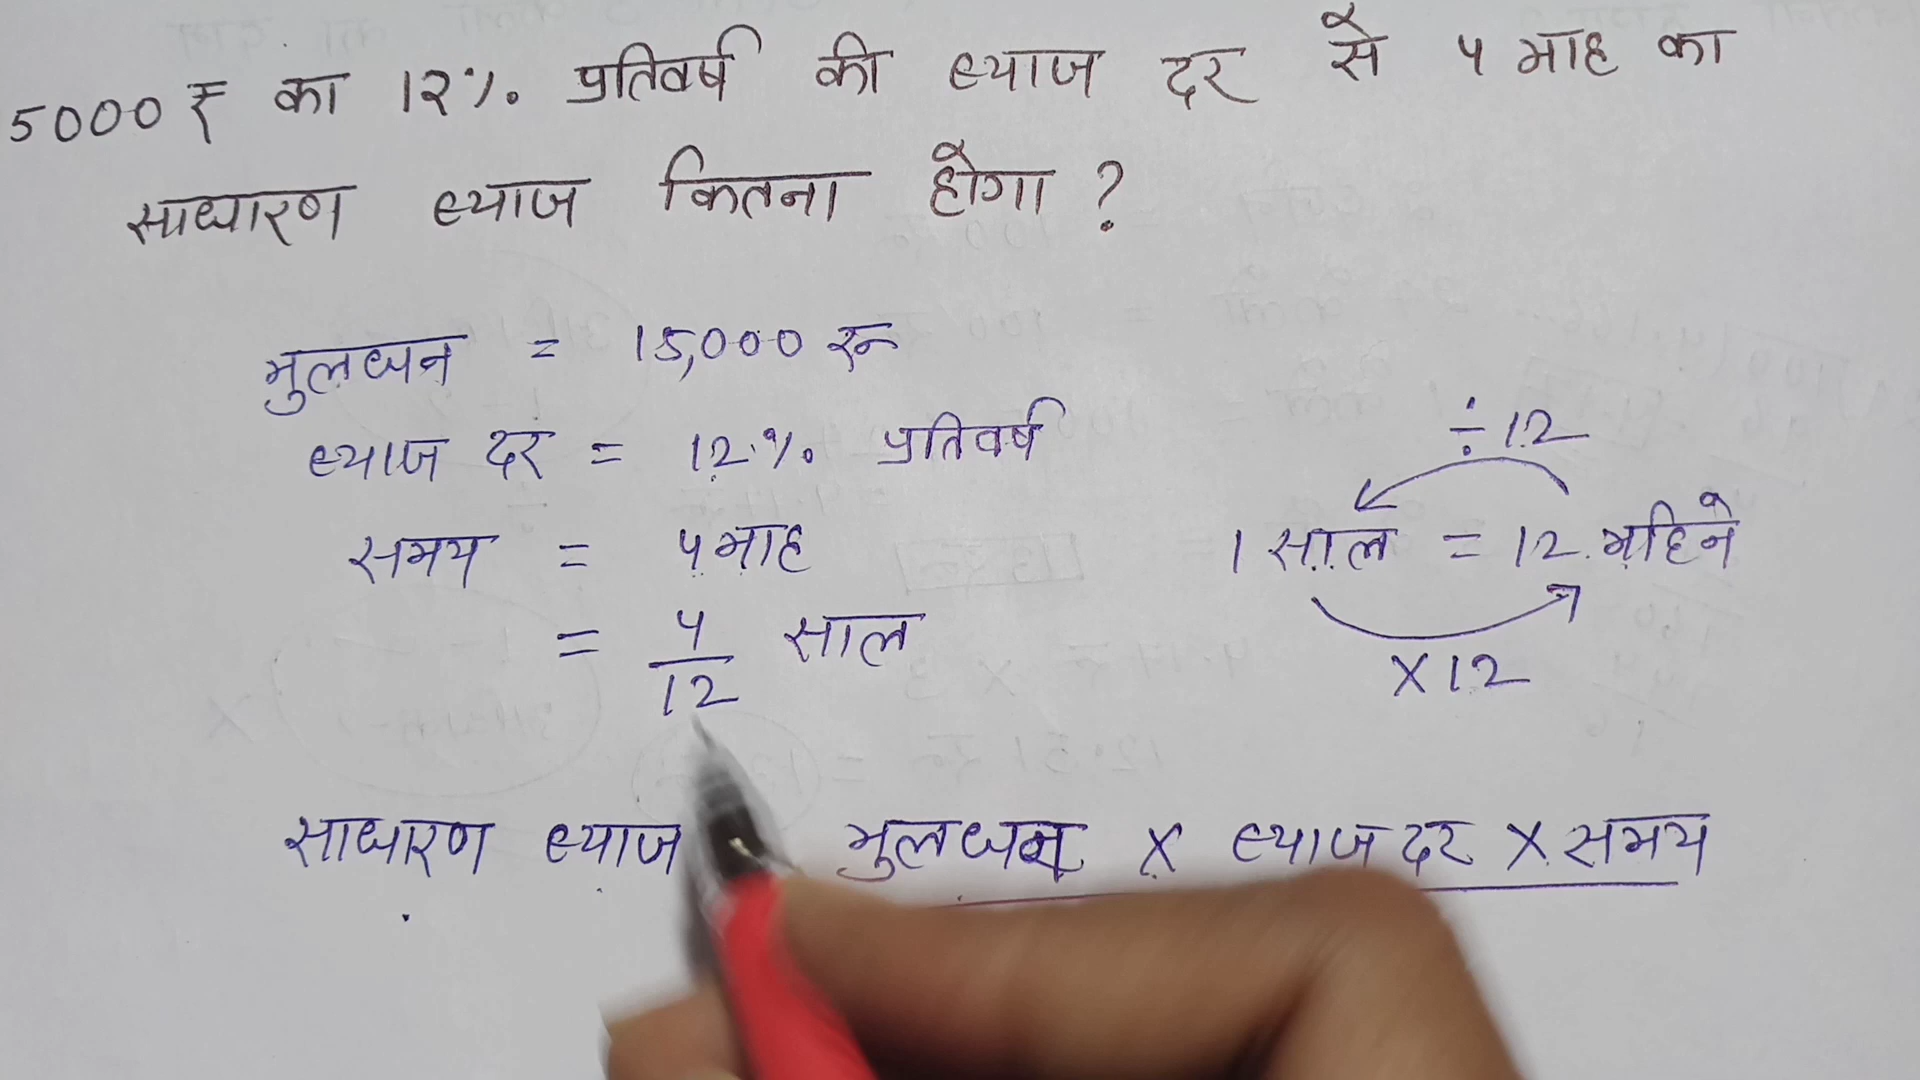 5000 ₹ का 12% प्रतिवर्ष की ब्याज दर से 4 माह का
साधारण ब्याज कितना होगा ?
मुलधन = 15,000 रू
ब्याज दर = 12% प्रतिवर्ष
समय = 4 माह
= 4/12 साल
÷12
1 साल = 12 महिने
X12
साधारण ब्याज मुलधन X ब्याज दर X समय